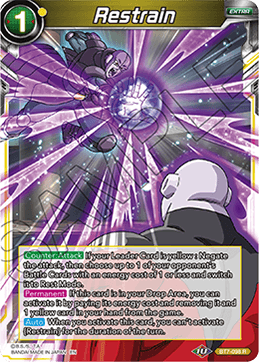 1
Restrain
EXTRA
Counter:Attack If your Leader Card is yellow : Negate
the attack, then choose up to 1 of your opponent's
Battle Cards with an energy cost of 1 or less and switch
it to Rest Mode.
Permanent If this card is in your Drop Area, you can
activate it by paying its energy cost and removing it and
1 yellow card in your hand from the game.
Auto When you activate this card, you can't activate
{Restrain} for the duration of the turn.
BANDAI MADE IN JAPAN EN
BT7-098 R